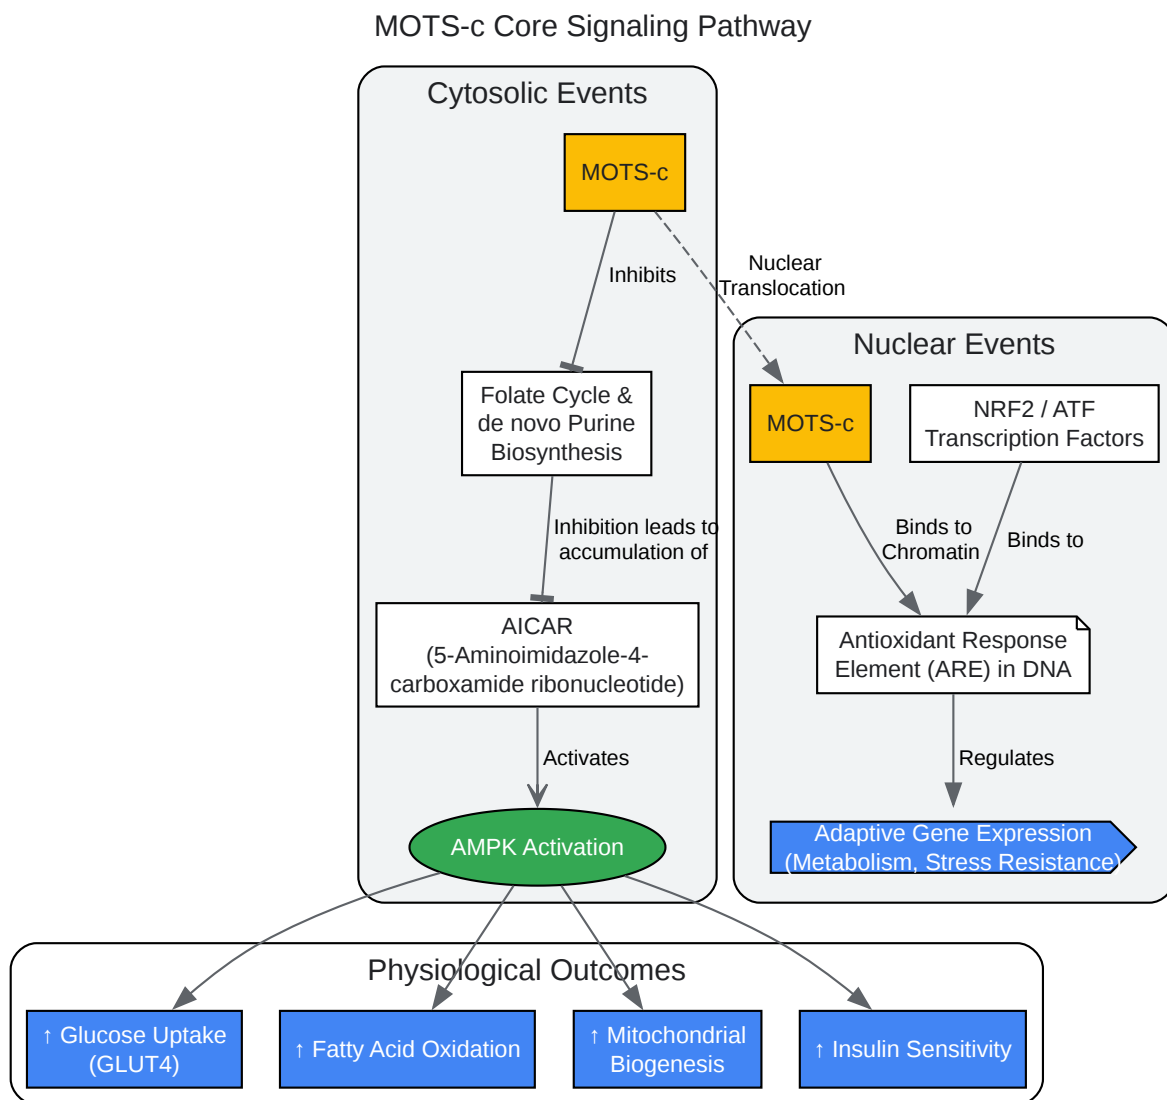 MOTS-c Core Signaling Pathway
Cytosolic Events
MOTS-c
Inhibits
Nuclear
Translocation
Folate Cycle &
de novo Purine
Biosynthesis
Inhibition leads to
accumulation of
AICAR
(5-Aminoimidazole-4-
carboxamide ribonucleotide)
Activates
AMPK Activation
Nuclear Events
MOTS-c
NRF2 / ATF
Transcription Factors
Binds to
Chromatin
Binds to
Antioxidant Response
Element (ARE) in DNA
Regulates
Adaptive Gene Expression
(Metabolism, Stress Resistance)
Physiological Outcomes
↑ Glucose Uptake
(GLUT4)
↑ Fatty Acid Oxidation
↑ Mitochondrial
Biogenesis
↑ Insulin Sensitivity